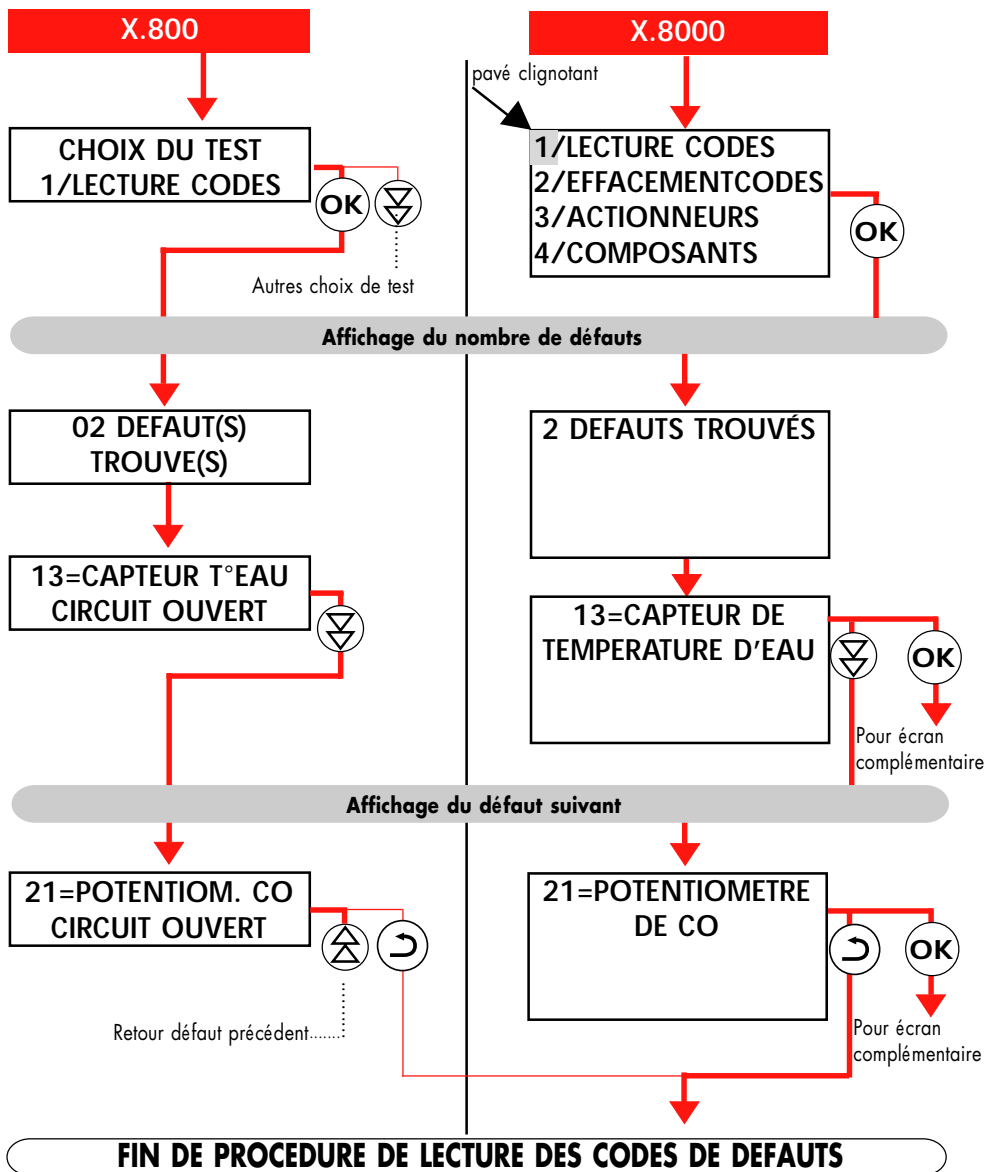 X.800
X.8000
pavé clignotant
CHOIX DU TEST
1/LECTURE CODES
OK
Autres choix de test
1/LECTURE CODES
2/EFFACEMENTCODES
3/ACTIONNEURS
4/COMPOSANTS
OK
Affichage du nombre de défauts
02 DEFAUT(S)
TROUVE(S)
2 DEFAUTS TROUVÉS
13=CAPTEUR T°EAU
CIRCUIT OUVERT
13=CAPTEUR DE
TEMPERATURE D'EAU
OK
Pour écran
complémentaire
Affichage du défaut suivant
21=POTENTIOM. CO
CIRCUIT OUVERT
Retour défaut précédent
21=POTENTIOMETRE
DE CO
OK
Pour écran
complémentaire
FIN DE PROCEDURE DE LECTURE DES CODES DE DEFAUTS